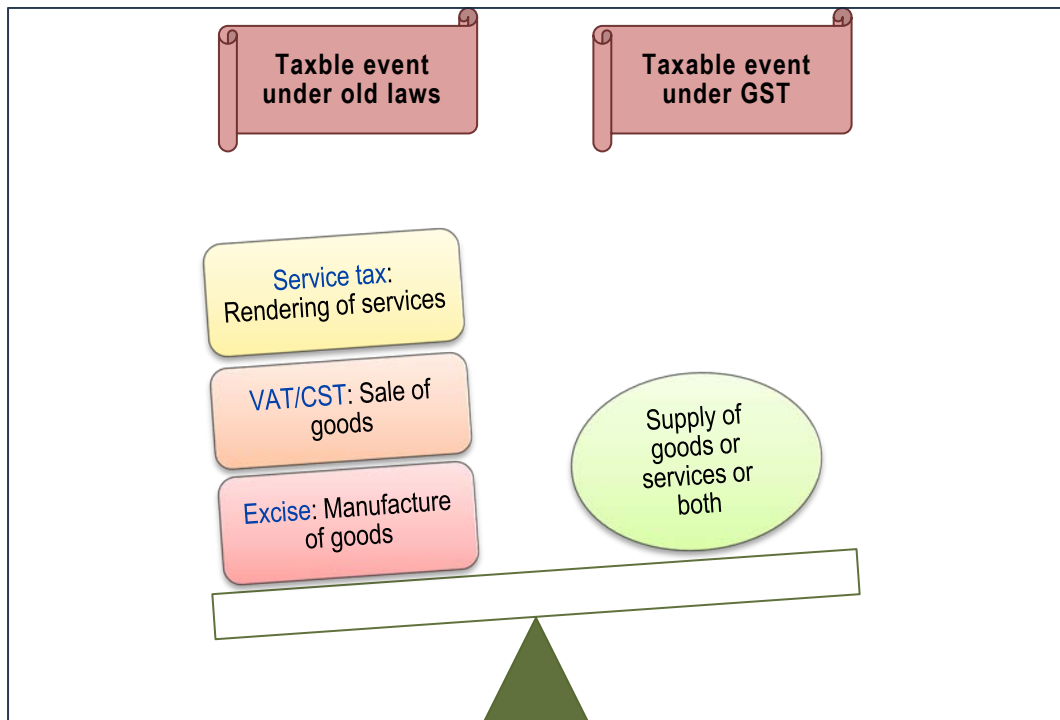 Taxble event
under old laws
Taxable event
under GST
Service tax:
Rendering of services
VAT/CST: Sale of
goods
Excise: Manufacture
of goods
Supply of
goods or
services or
both